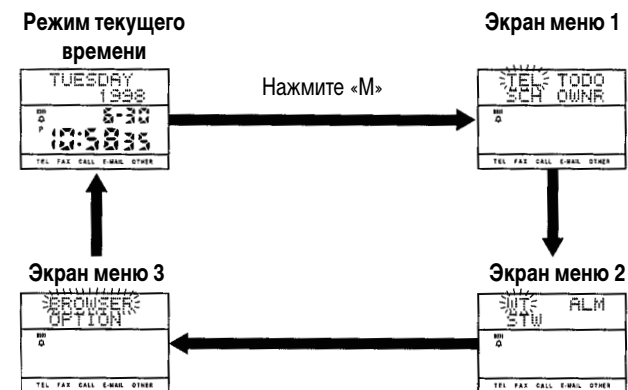 Режим текущего
времени
TUESDAY
1998
6-30
P
10:58 35
TEL FAX CALL E-MAIL OTHER
Нажмите «М»
Экран меню 1
TEL TODO
SCH OWNR
TEL FAX CALL E-MAIL OTHER
Экран меню 3
BROWSER
OPTION
TEL FAX CALL E-MAIL OTHER
Экран меню 2
WT ALM
STW
TEL FAX CALL E-MAIL OTHER